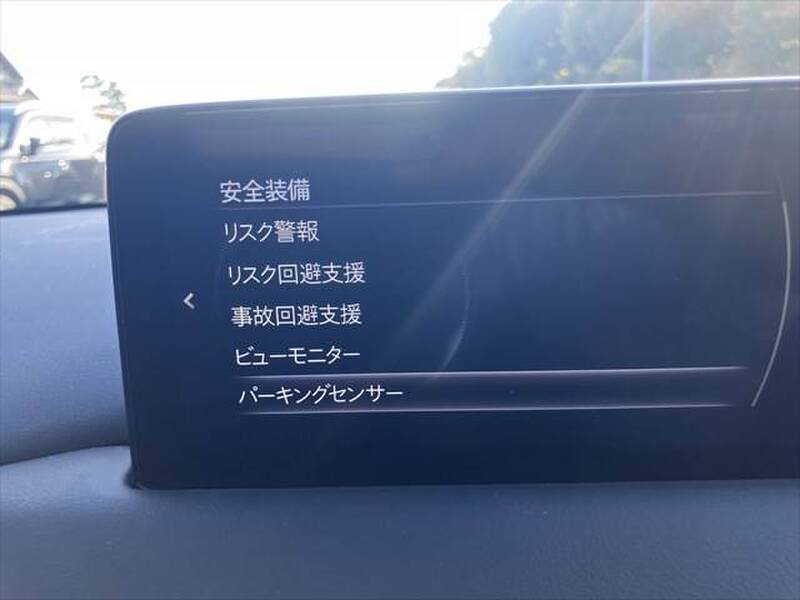 安全装備
リスク警報
リスク回避支援
事故回避支援
ビューモニター
パーキングセンサー